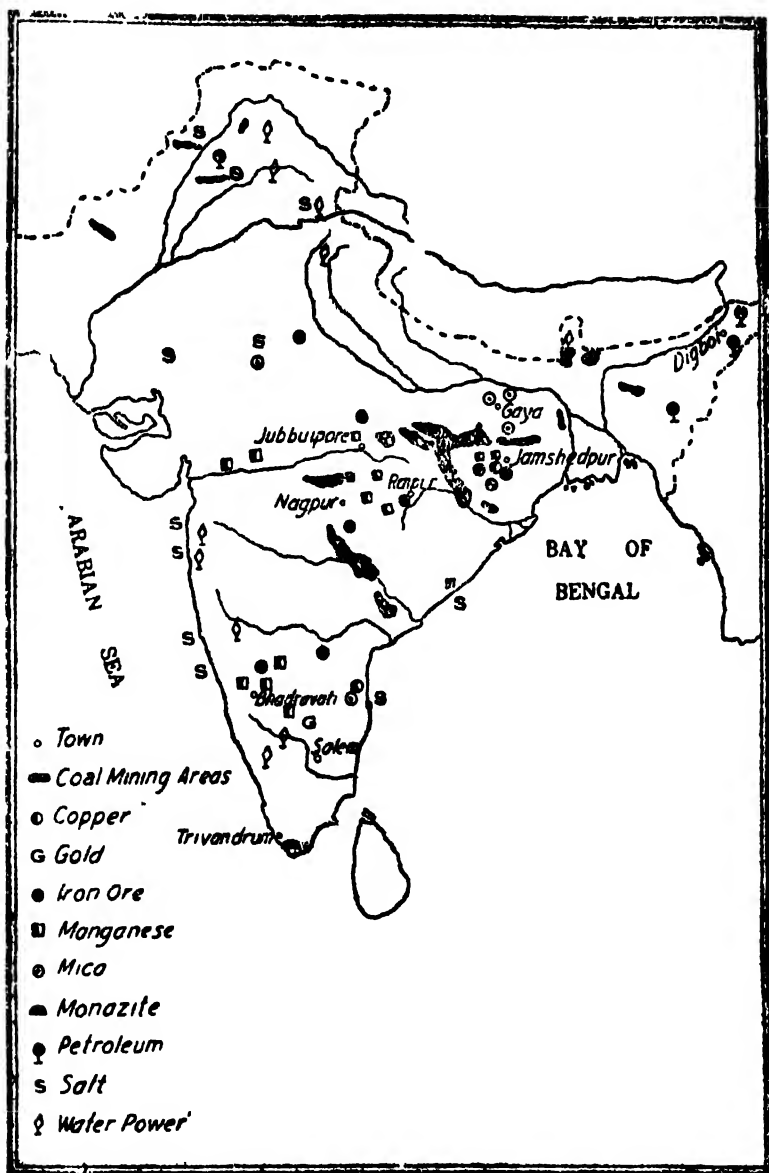 Digboi
Gaya
Jubbulpore
Jamshedpur
Raipur
Nagpur
ARABIAN SEA
BAY OF
BENGAL
Bhadravati
Salem
Trivandrum
Town
Coal Mining Areas
Copper
G Gold
Iron Ore
Manganese
Mica
Monazite
Petroleum
S Salt
Water Power